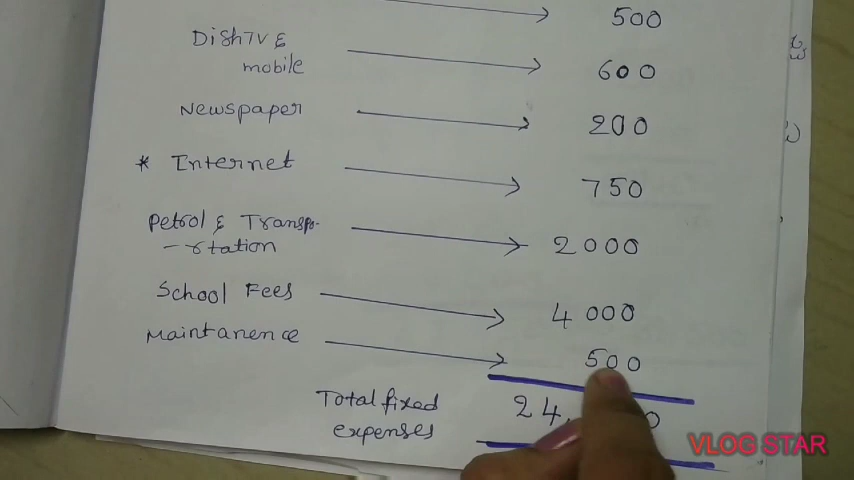 500
DishTV &
mobile 600
Newspaper 200
* Internet 750
Petrol & Transpo-
-rtation 2000
School Fees 4000
Maintanence 500
Total fixed 24,
expenses
VLOG STAR